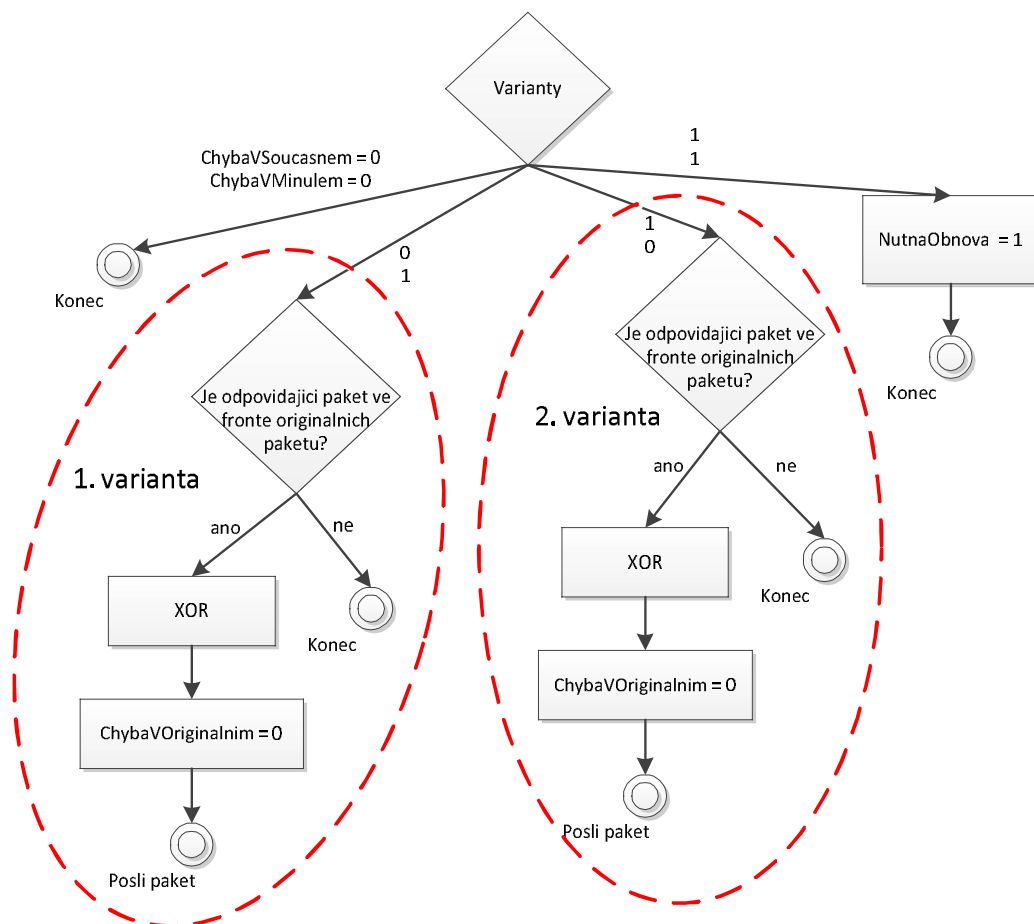 Varianty
ChybaVSoucasnem = 0
ChybaVMinulem = 0
0
1
1
0
1
1
Konec
NutnaObnova = 1
Konec
Je odpovidajici paket ve
fronte originalnich
paketu?
1. varianta
ano
ne
XOR
Konec
ChybaVOriginalnim = 0
Posli paket
Je odpovidajici paket ve
fronte originalnich
paketu?
2. varianta
ano
ne
XOR
Konec
ChybaVOriginalnim = 0
Posli paket